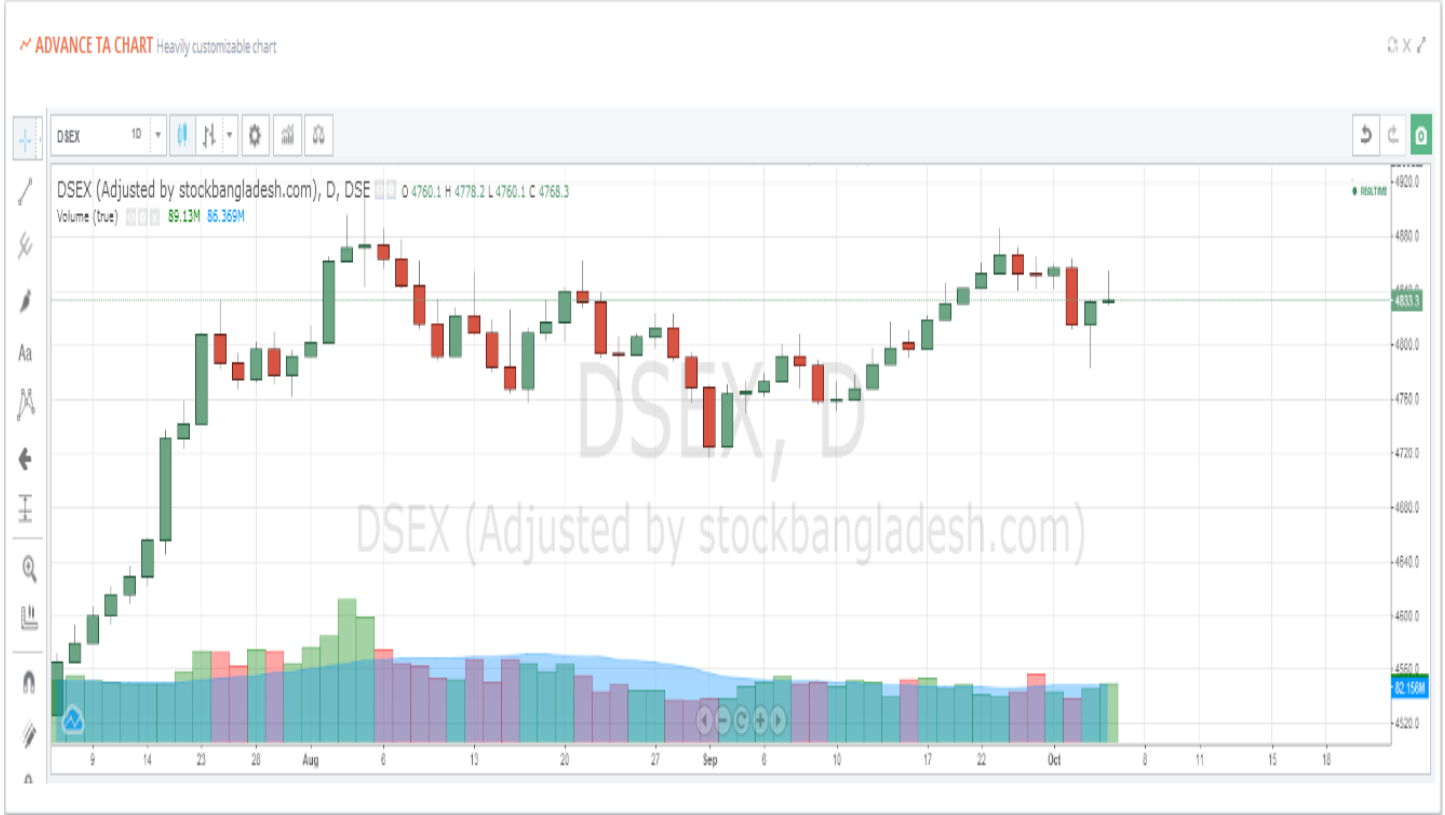 ADVANCE TA CHART Heavily customizable chart
DSEX 1D
DSEX (Adjusted by stockbangladesh.com), D, DSE O 4760.1 H 4778.2 L 4760.1 C 4768.3
Volume (true) 89.13M 86.369M
REALTIME
Aa
4920.0
4880.0
4833.3
4800.0
4760.0
4720.0
4680.0
4640.0
4600.0
4560.0
82.156M
4520.0
DSEX, D
DSEX (Adjusted by stockbangladesh.com)
9 14 23 28 Aug 6 13 20 27 Sep 6 10 17 22 Oct 8 11 15 18